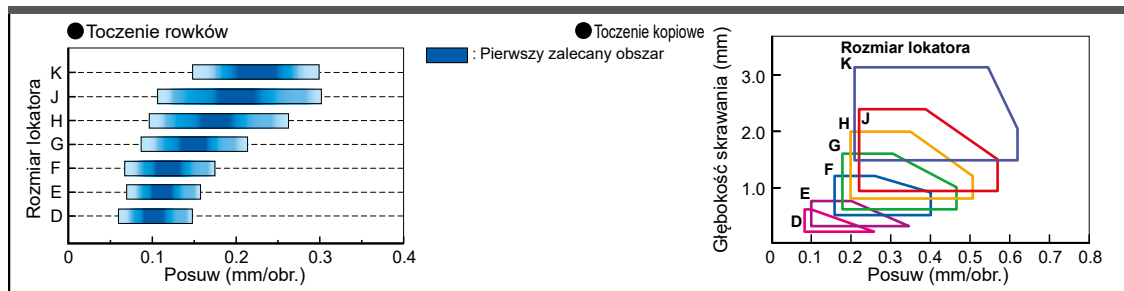 ● Toczenie rowków
Rozmiar lokatora
K
J
H
G
F
E
D
0
0.1
0.2
0.3
0.4
Posuw (mm/obr.)
● Toczenie kopiowe
: Pierwszy zalecany obszar
Głębokość skrawania (mm)
Rozmiar lokatora
3.0
2.0
1.0
K
J
H
G
F
E
D
0
0.1
0.2
0.3
0.4
0.5
0.6
0.7
0.8
Posuw (mm/obr.)